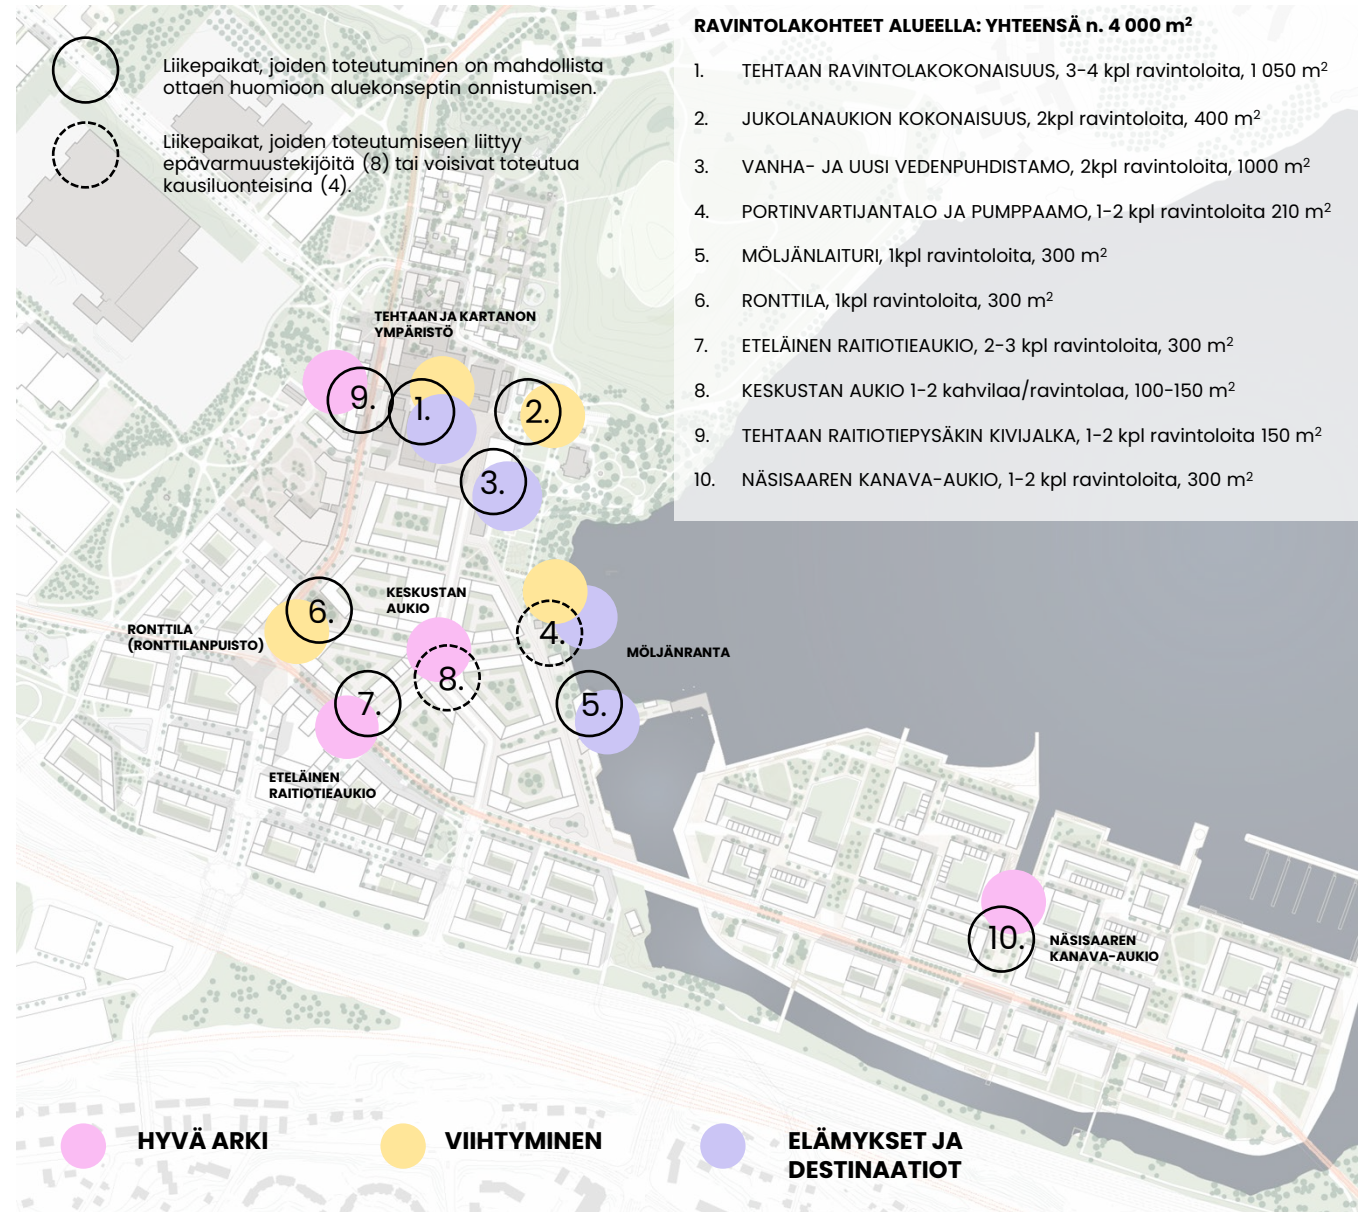 Liikepaikat, joiden toteutuminen on mahdollista
ottaen huomioon aluekonseptin onnistumisen.
Liikepaikat, joiden toteutumiseen liittyy
epävarmuustekijöitä (8) tai voisivat toteutua
kausiluonteisina (4).
RAVINTOLAKOHTEET ALUEELLA: YHTEENSÄ n. 4 000 m²
1. TEHTAAN RAVINTOLAKOKONAISUUS, 3-4 kpl ravintoloita, 1 050 m²
2. JUKOLANAUKION KOKONAISUUS, 2kpl ravintoloita, 400 m²
3. VANHA- JA UUSI VEDENPUHDISTAMO, 2kpl ravintoloita, 1000 m²
4. PORTINVARTIJANTALO JA PUMPPAAMO, 1-2 kpl ravintoloita 210 m²
5. MÖLJÄNLAITURI, 1kpl ravintoloita, 300 m²
6. RONTTILA, 1kpl ravintoloita, 300 m²
7. ETELÄINEN RAITIOTIEAUKIO, 2-3 kpl ravintoloita, 300 m²
8. KESKUSTAN AUKIO 1-2 kahvilaa/ravintolaa, 100-150 m²
9. TEHTAAN RAITIOTIEPYSÄKIN KIVIJALKA, 1-2 kpl ravintoloita 150 m²
10. NÄSISAAREN KANAVA-AUKIO, 1-2 kpl ravintoloita, 300 m²
TEHTAAN JA KARTANON
YMPÄRISTÖ
9.
1.
2.
3.
6.
KESKUSTAN
AUKIO
RONTTILA
(RONTTILANPUISTO)
4.
MÖLJÄNRANTA
8.
7.
5.
ETELÄINEN
RAITIOTIEAUKIO
10.
NÄSISAAREN
KANAVA-AUKIO
HYVÄ ARKI
VIIHTYMINEN
ELÄMYKSET JA
DESTINAATIOT